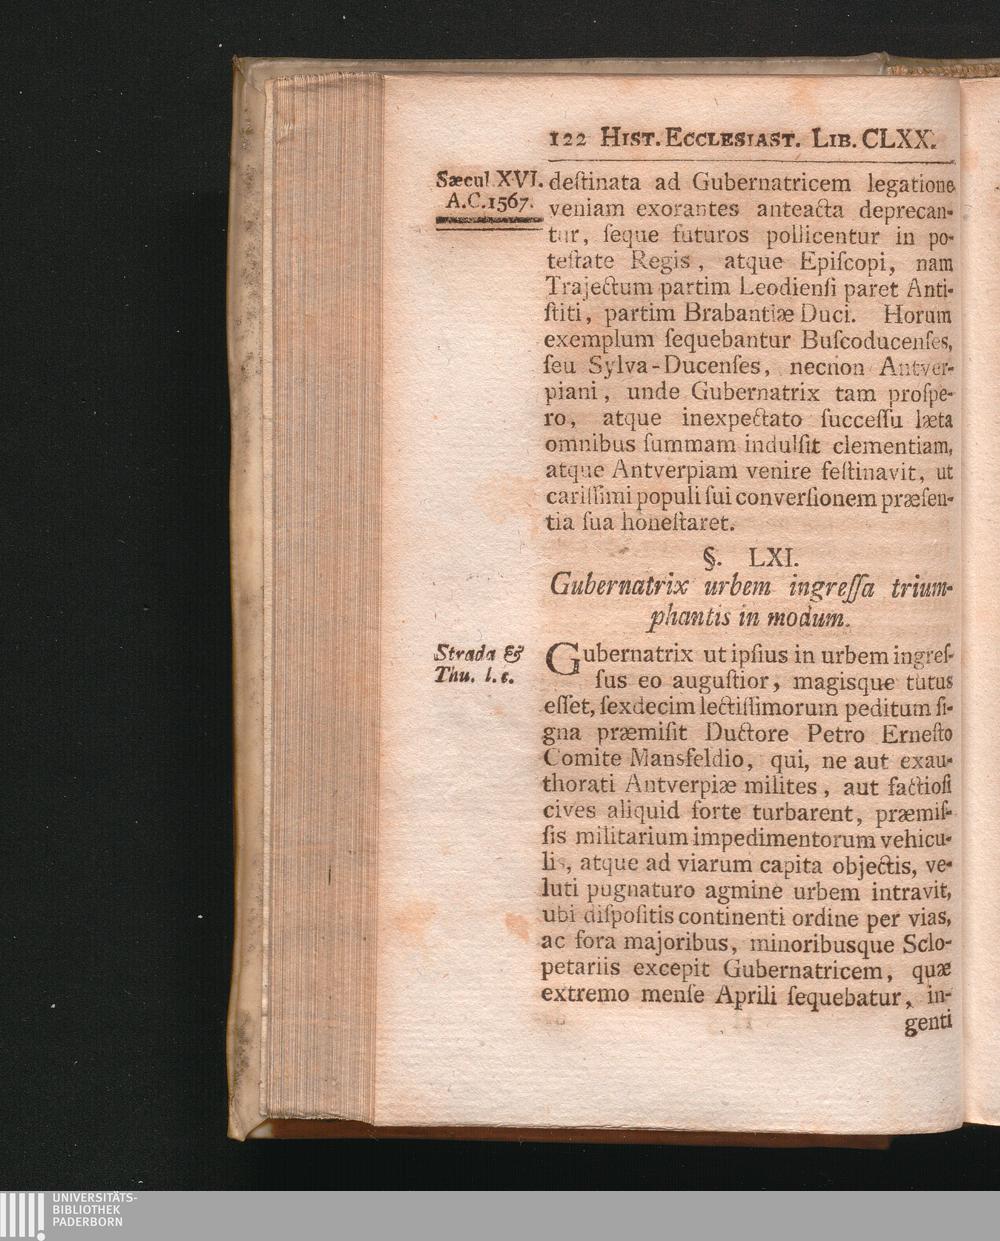 122 HIST. ECCLESIAST. LIB. CLXX.
Sæcul XVI.
A.C.1567.
deſtinata ad Gubernatricem legatione
veniam exorantes anteacta deprecan-
tur, ſeque futuros pollicentur in po-
teſtate Regis, atque Epiſcopi, nam
Trajectum partim Leodienſi paret Anti-
ſtiti, partim Brabantiæ Duci. Horum
exemplum ſequebantur Buſcoducenſes,
ſeu Sylva-Ducenſes, necnon Antver-
piani, unde Gubernatrix tam proſpe-
ro, atque inexpectato ſucceſſu læta
omnibus ſummam indulſit clementiam,
atque Antverpiam venire feſtinavit, ut
cariſſimi populi ſui converſionem præſen-
tia ſua honeſtaret.
§. LXI.
Gubernatrix urbem ingreſſa trium-
phantis in modum.
Strada &
Thu. l. c.
Gubernatrix ut ipſius in urbem ingreſ-
ſus eo auguſtior, magisque tutus
eſſet, ſexdecim lectiſſimorum peditum ſi-
gna præmiſit Ductore Petro Erneſto
Comite Mansfeldio, qui, ne aut exau-
thorati Antverpiæ milites, aut factioſi
cives aliquid forte turbarent, præmiſ-
ſis militarium impedimentorum vehicu-
lis, atque ad viarum capita objectis, ve-
luti pugnaturo agmine urbem intravit,
ubi diſpoſitis continenti ordine per vias,
ac fora majoribus, minoribusque Sclo-
petariis excepit Gubernatricem, quæ
extremo menſe Aprili ſequebatur, in-
genti
UNIVERSITÄTS-
BIBLIOTHEK
PADERBORN